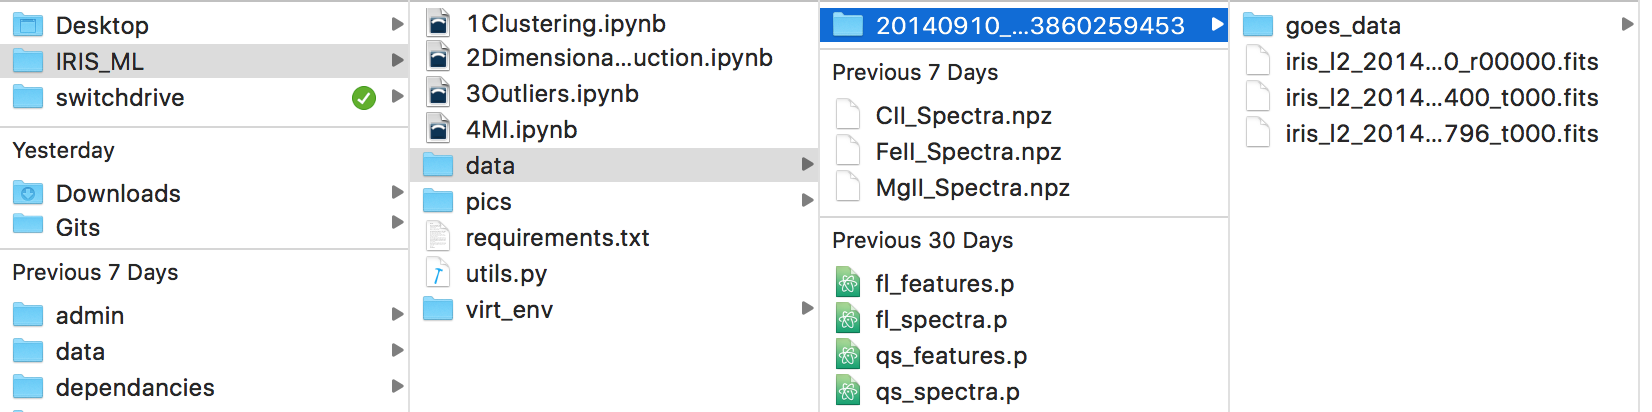 Desktop
IRIS_ML
switchdrive
Yesterday
Downloads
Gits
Previous 7 Days
admin
data
dependancies
1Clustering.ipynb
2Dimensiona...uction.ipynb
3Outliers.ipynb
4MI.ipynb
data
pics
requirements.txt
utils.py
virt_env
20140910_...3860259453
Previous 7 Days
CII_Spectra.npz
FeII_Spectra.npz
MgII_Spectra.npz
Previous 30 Days
fl_features.p
fl_spectra.p
qs_features.p
qs_spectra.p
goes_data
iris_l2_2014...0_r00000.fits
iris_l2_2014...400_t000.fits
iris_l2_2014...796_t000.fits